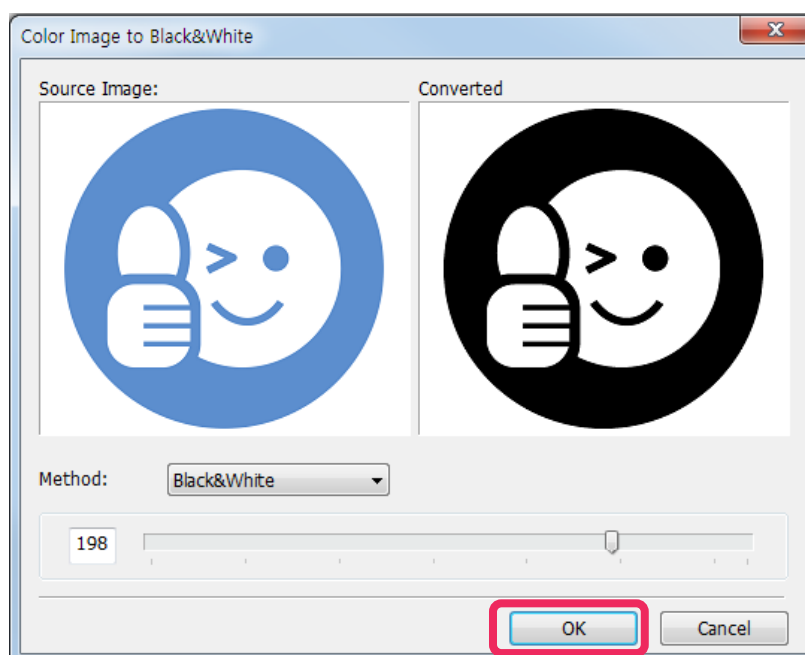 Color Image to Black&White
Source Image:
Converted
Method:
Black&White
198
OK
Cancel